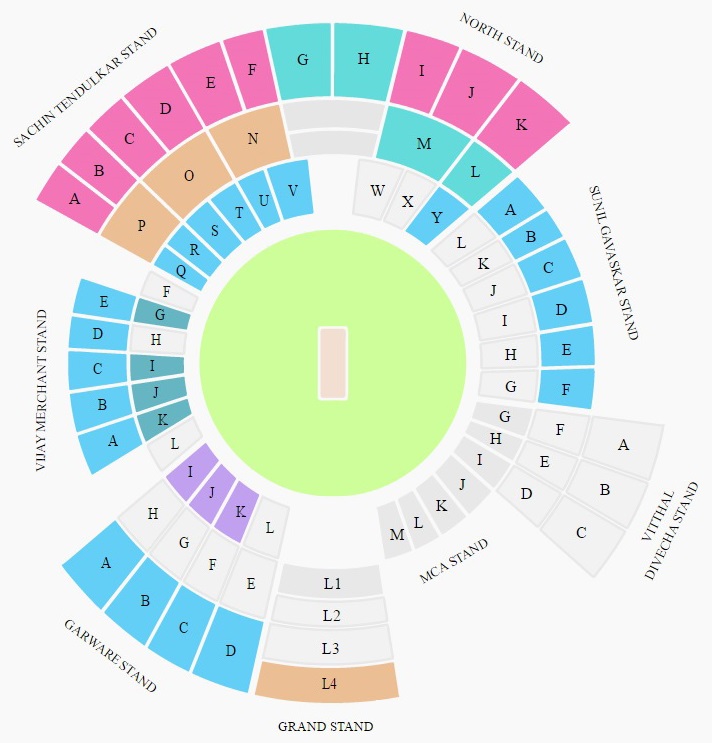 SACHIN TENDULKAR STAND
NORTH STAND
A
B
C
D
E
F
G
H
I
J
K
P
O
N
M
L
Q
R
S
T
U
V
W
X
Y
SUNIL GAVASKAR STAND
A
B
C
D
E
F
L
K
J
I
H
G
VIJAY MERCHANT STAND
E
D
C
B
A
F
G
H
I
J
K
L
VITTHAL
DIVECHA STAND
A
B
C
F
E
D
MCA STAND
G
H
I
J
K
L
M
GARWARE STAND
I
J
K
L
H
G
F
E
A
B
C
D
L1
L2
L3
L4
GRAND STAND